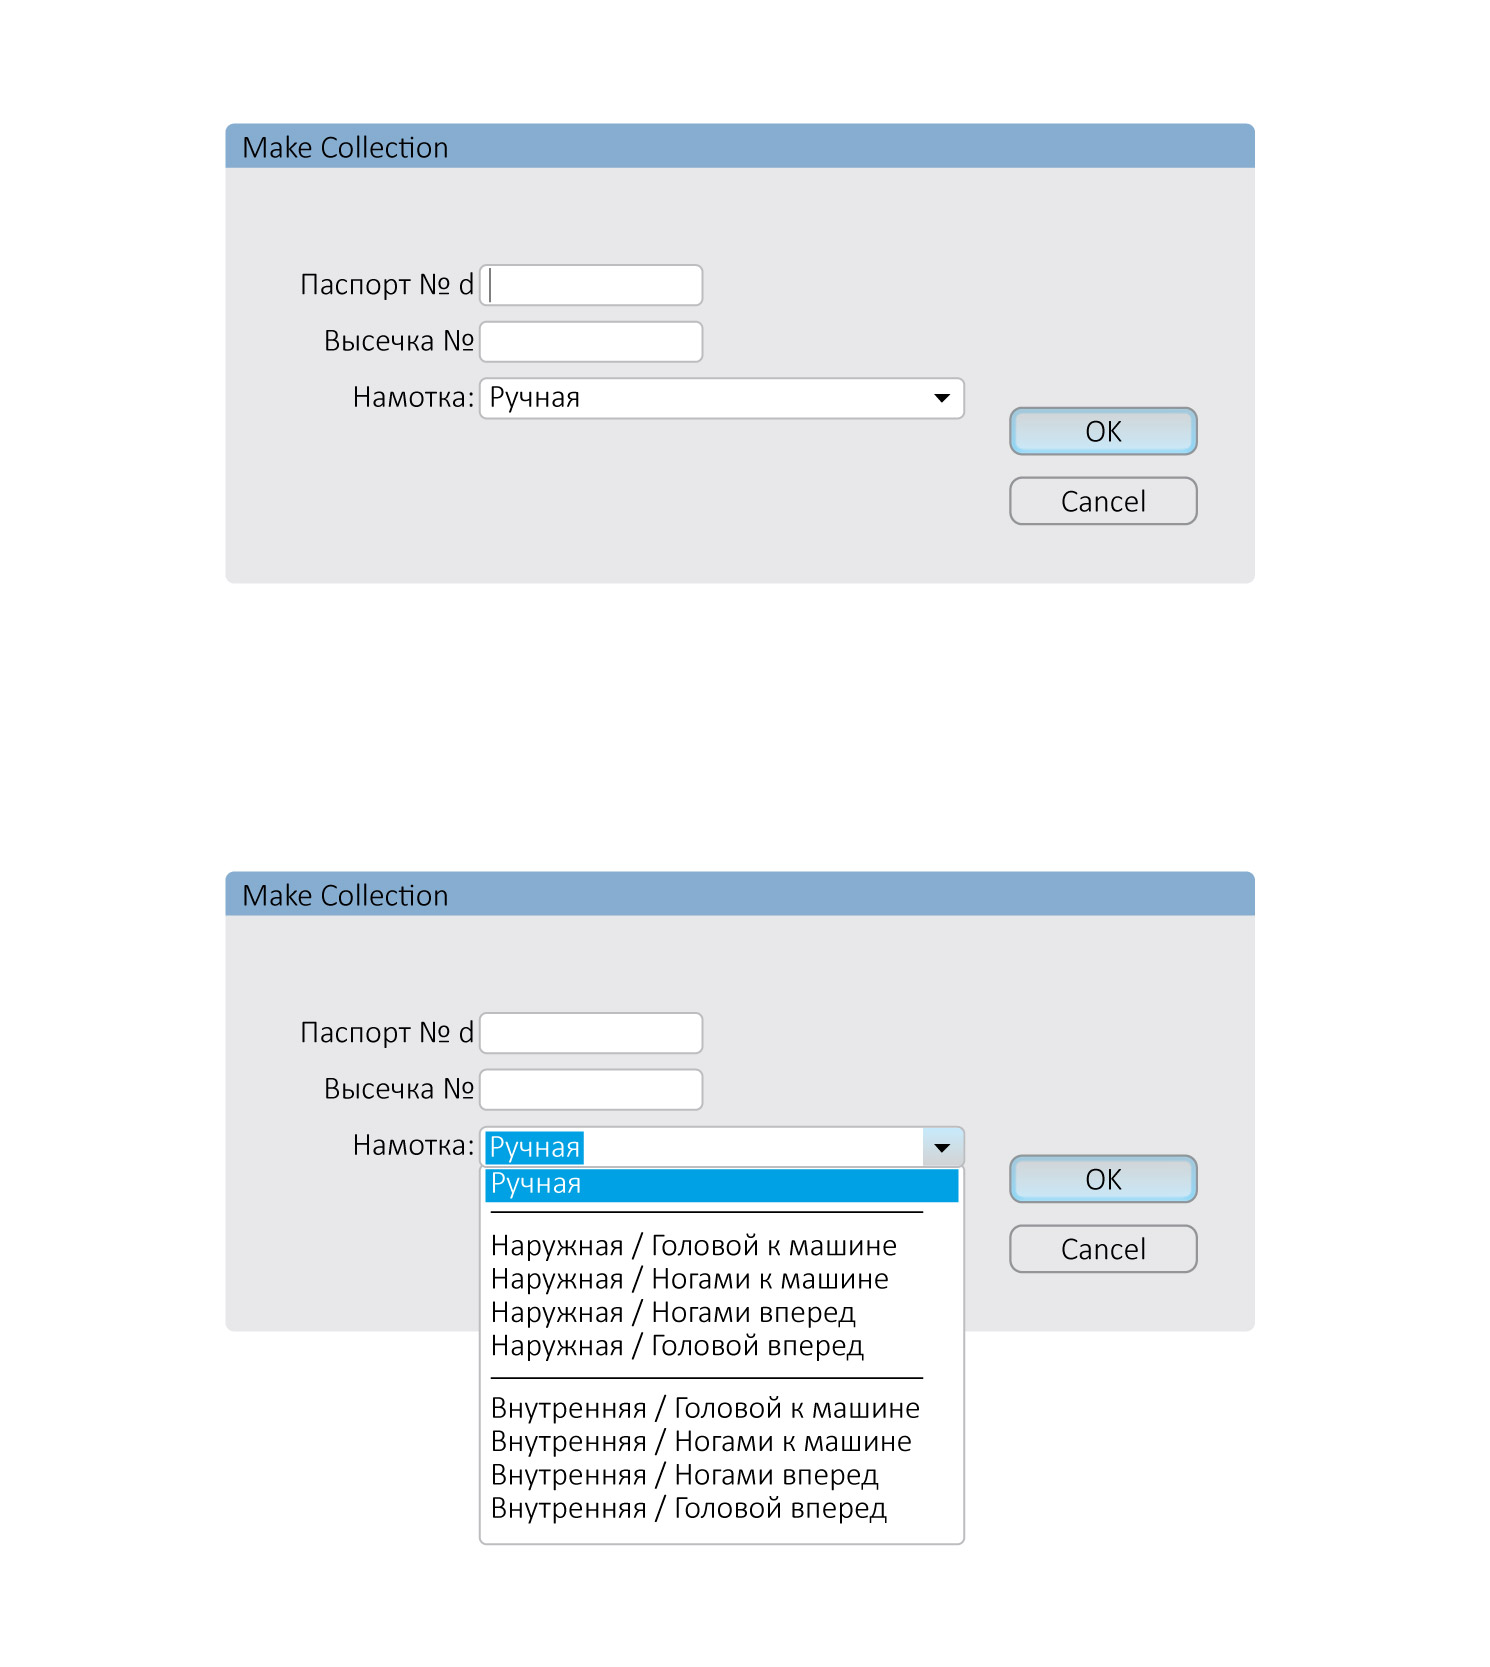 Make Collection
Паспорт № d
Высечка №
Намотка: Ручная
OK
Cancel
Make Collection
Паспорт № d
Высечка №
Намотка: Ручная
Ручная
Наружная / Головой к машине
Наружная / Ногами к машине
Наружная / Ногами вперед
Наружная / Головой вперед
Внутренняя / Головой к машине
Внутренняя / Ногами к машине
Внутренняя / Ногами вперед
Внутренняя / Головой вперед
OK
Cancel